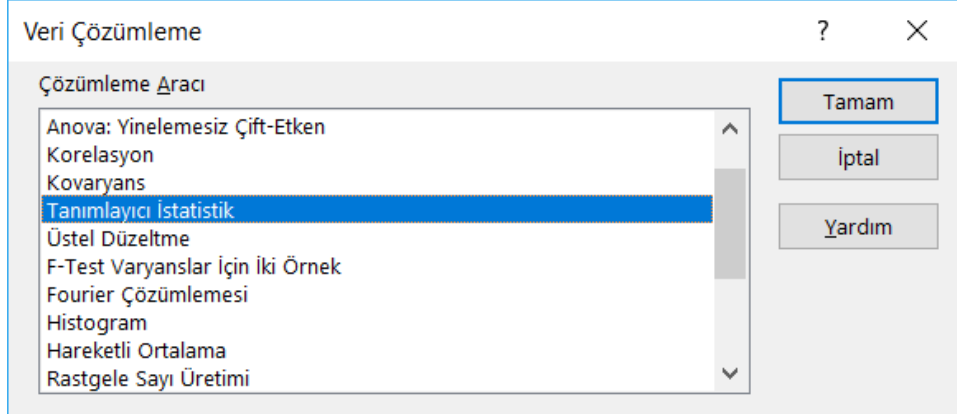 Veri Çözümleme
?
Çözümleme Aracı
Anova: Yinelemesiz Çift-Etken
Korelasyon
Kovaryans
Tanımlayıcı İstatistik
Üstel Düzeltme
F-Test Varyanslar İçin İki Örnek
Fourier Çözümlemesi
Histogram
Hareketli Ortalama
Rastgele Sayı Üretimi
Tamam
İptal
Yardım